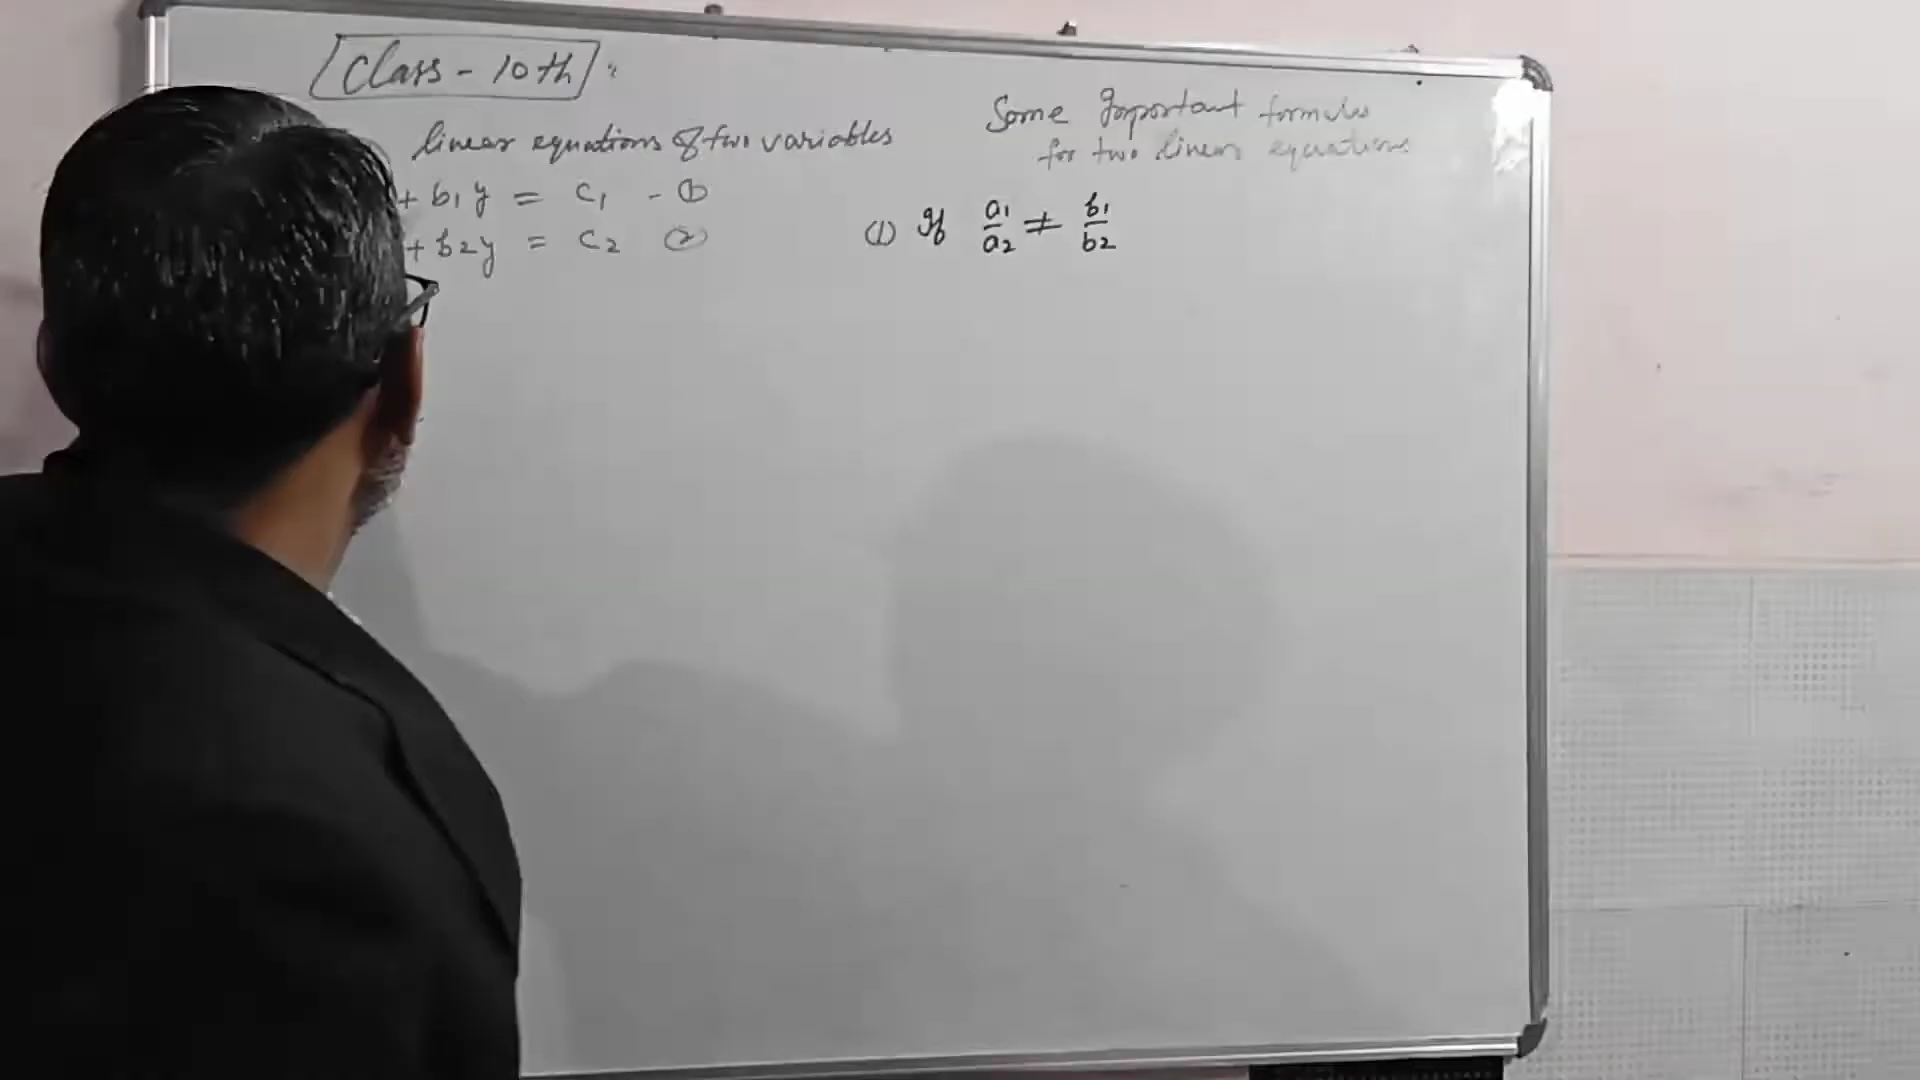 Class - 10th
linear equations of two variables
+ b₁y = c₁ - ①
+ b₂y = c₂ ②
Some Important formula
for two linear equations
(1) If a₁/a₂ ≠ b₁/b₂